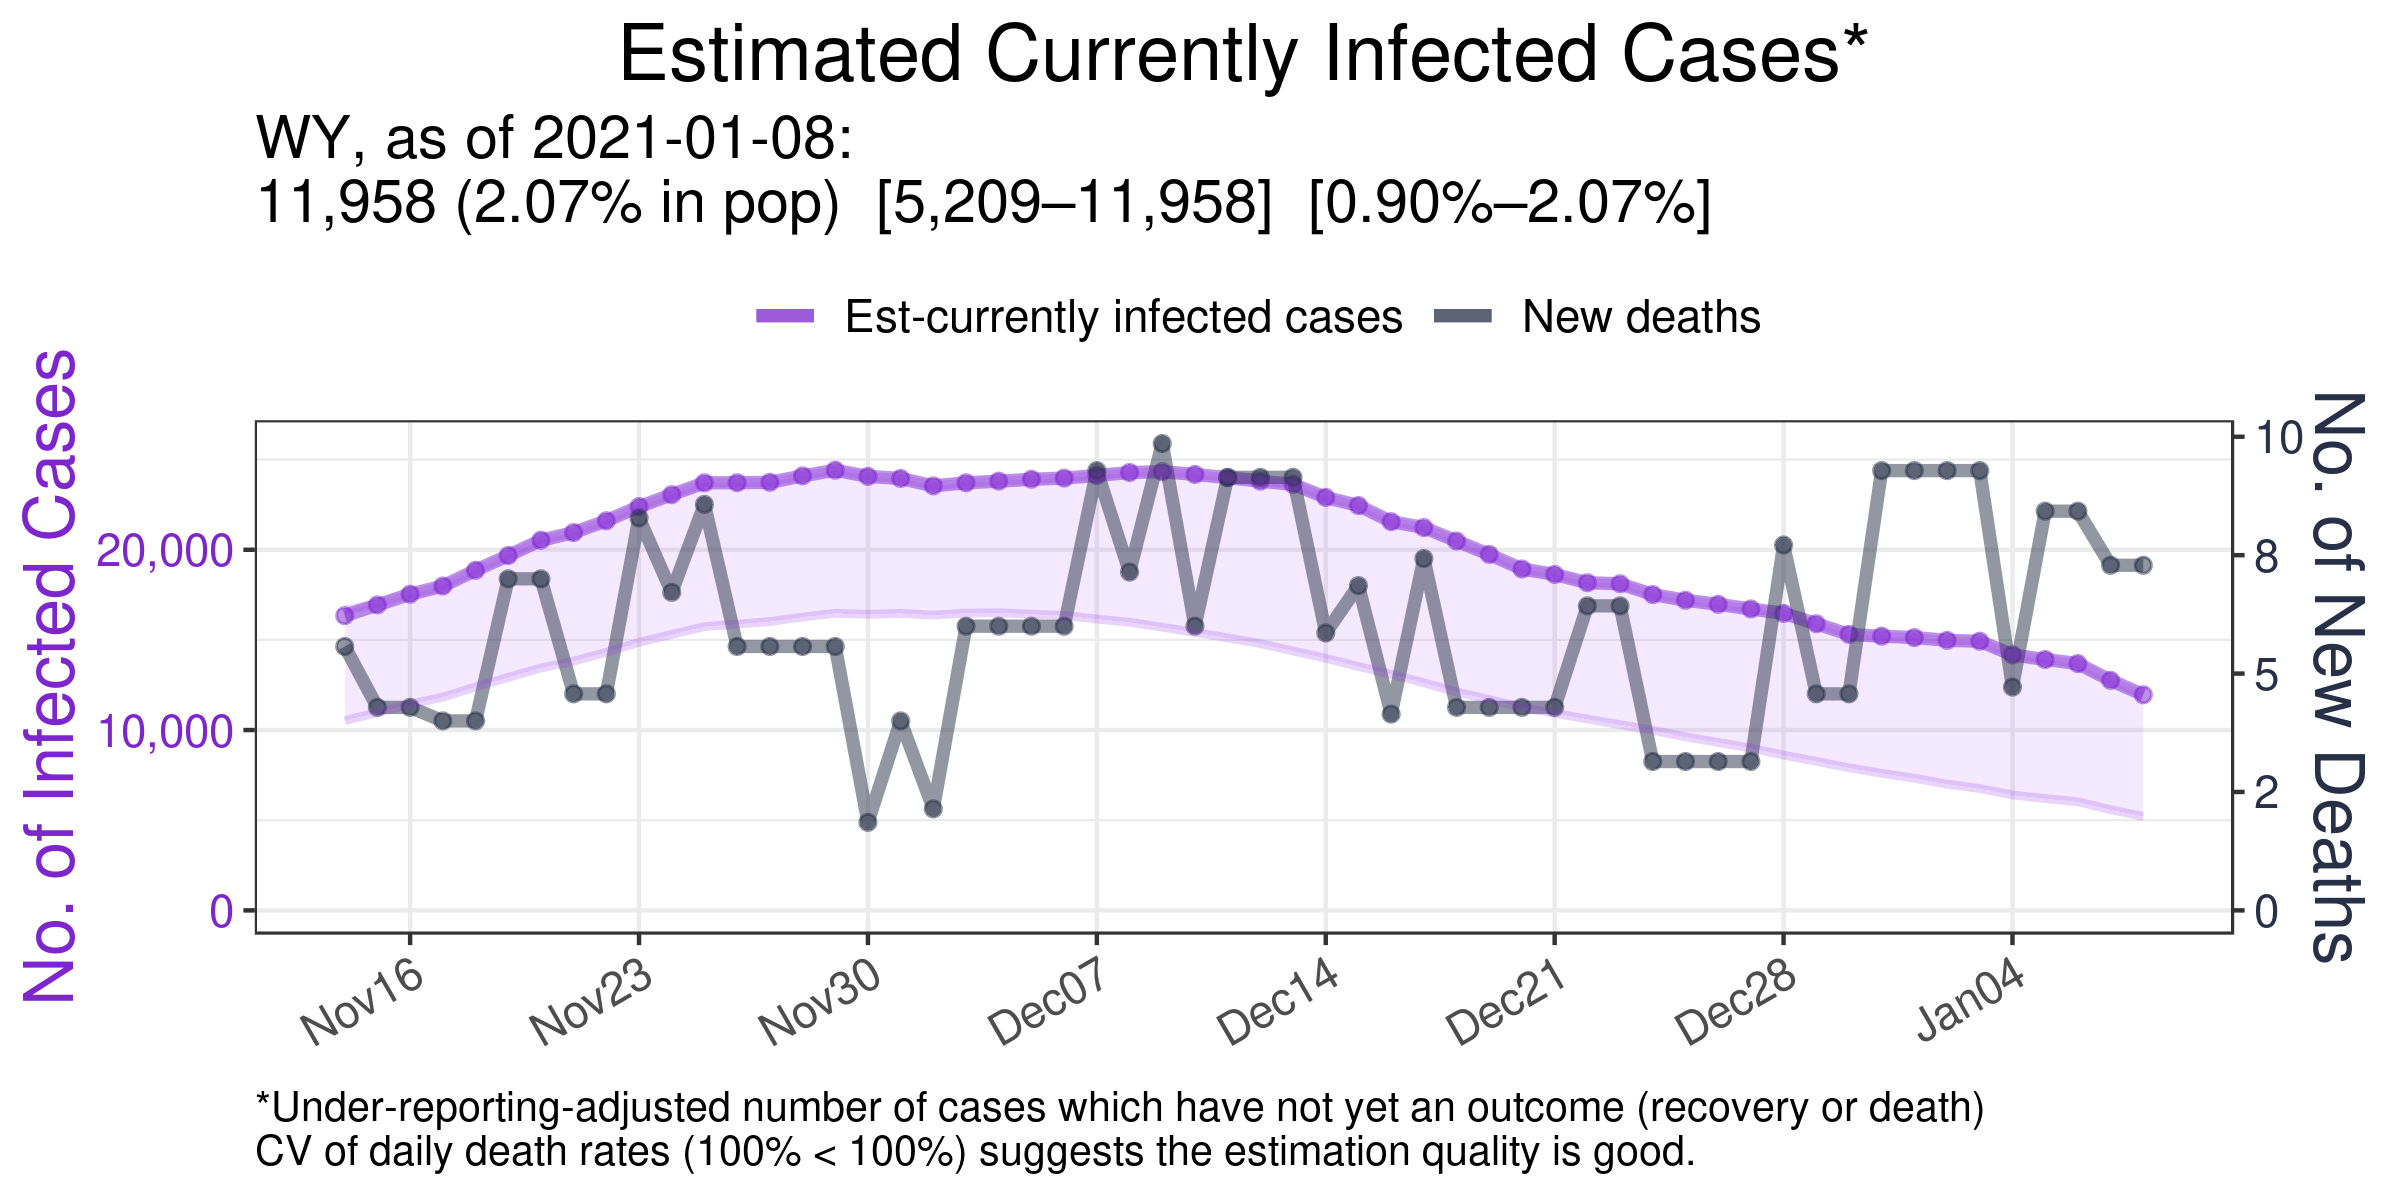 Estimated Currently Infected Cases*
WY, as of 2021-01-08:
11,958 (2.07% in pop)  [5,209–11,958]  [0.90%–2.07%]
Est-currently infected cases
New deaths
No. of Infected Cases
20,000
10,000
0
10
8
5
2
0
No. of New Deaths
Nov16
Nov23
Nov30
Dec07
Dec14
Dec21
Dec28
Jan04
*Under-reporting-adjusted number of cases which have not yet an outcome (recovery or death)
CV of daily death rates (100% < 100%) suggests the estimation quality is good.